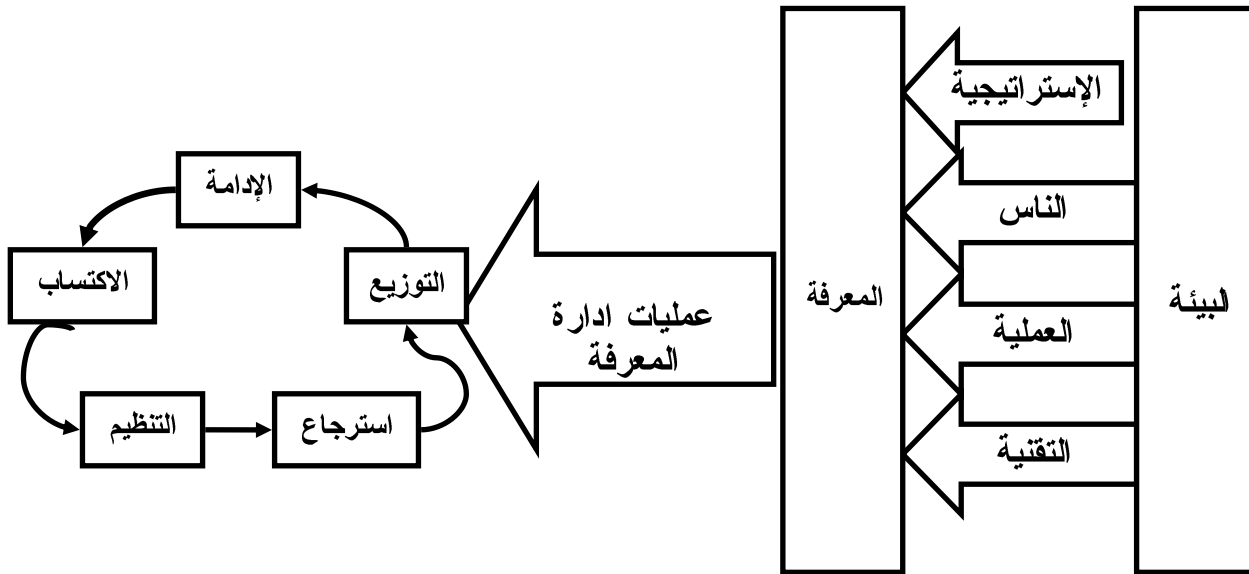 البيئة
الإستراتيجية
الناس
العملية
التقنية
المعرفة
عمليات ادارة
المعرفة
التوزيع
الإدامة
الاكتساب
التنظيم
استرجاع